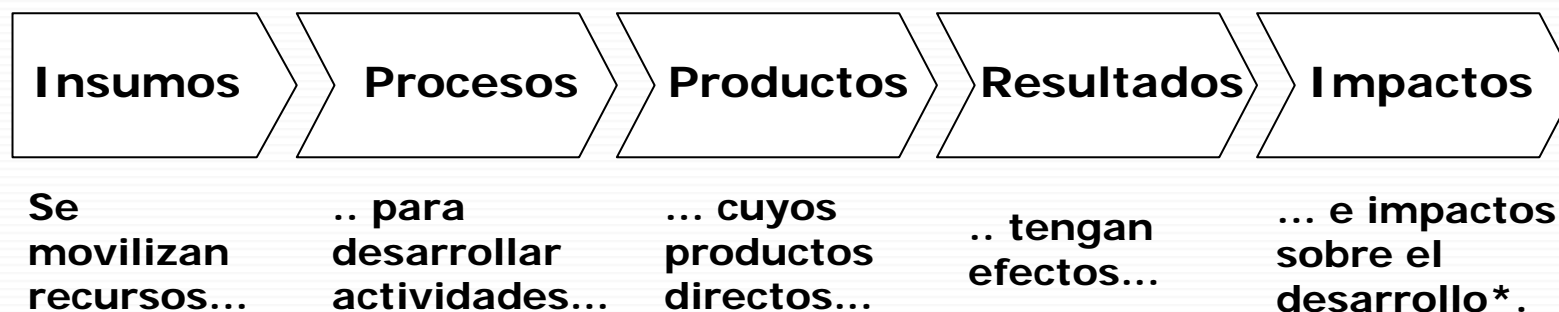 Insumos
Procesos
Productos
Resultados
Impactos
Se
movilizan
recursos...
.. para
desarrollar
actividades...
... cuyos
productos
directos...
.. tengan
efectos...
... e impactos
sobre el
desarrollo*.